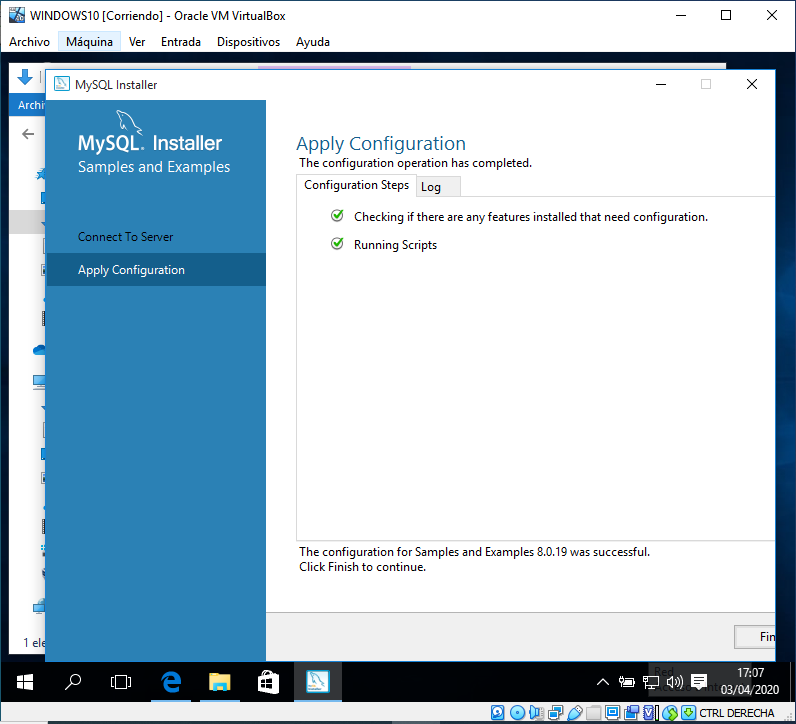 WINDOWS10 [Corriendo] - Oracle VM VirtualBox
Archivo Máquina Ver Entrada Dispositivos Ayuda
MySQL Installer
Archi
MySQL. Installer
Samples and Examples
Connect To Server
Apply Configuration
Apply Configuration
The configuration operation has completed.
Configuration Steps Log
Checking if there are any features installed that need configuration.
Running Scripts
The configuration for Samples and Examples 8.0.19 was successful.
Click Finish to continue.
1 ele
Fin
Red
17:07
03/04/2020
CTRL DERECHA